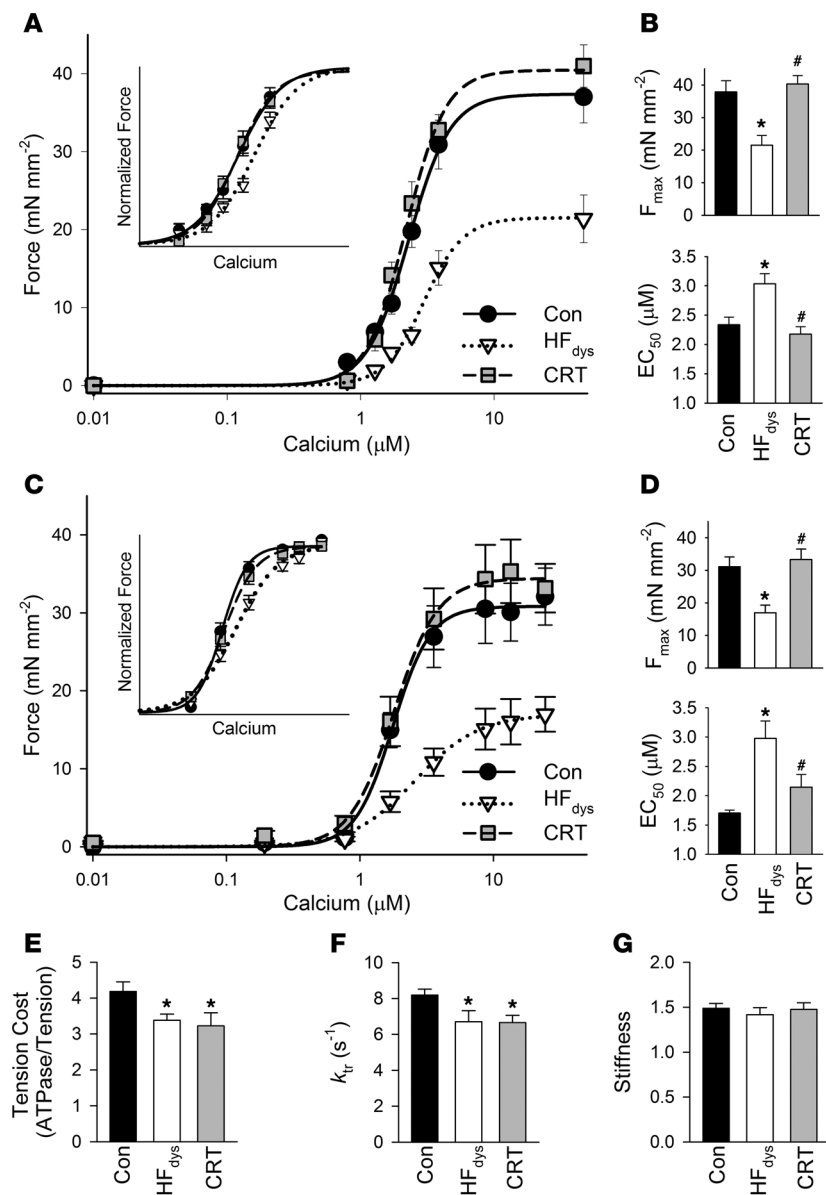 A
Force (mN mm-2)
40
30
20
10
0
0.01
0.1
1
10
Calcium (μM)
Normalized Force
Calcium
Con
HFdys
CRT
B
Fmax (mN mm-2)
50
40
30
20
10
0
*
#
EC50 (μM)
3.5
3.0
2.5
2.0
1.5
1.0
*
#
Con
HFdys
CRT
C
Force (mN mm-2)
40
30
20
10
0
0.01
0.1
1
10
Calcium (μM)
Normalized Force
Calcium
Con
HFdys
CRT
D
Fmax (mN mm-2)
50
40
30
20
10
0
*
#
EC50 (μM)
3.5
3.0
2.5
2.0
1.5
1.0
*
#
Con
HFdys
CRT
E
Tension Cost
(ATPase/Tension)
5
4
3
2
1
0
*
*
Con
HFdys
CRT
F
ktr (s-1)
10
8
6
4
2
0
*
*
Con
HFdys
CRT
G
Stiffness
2.0
1.5
1.0
0.5
0.0
Con
HFdys
CRT